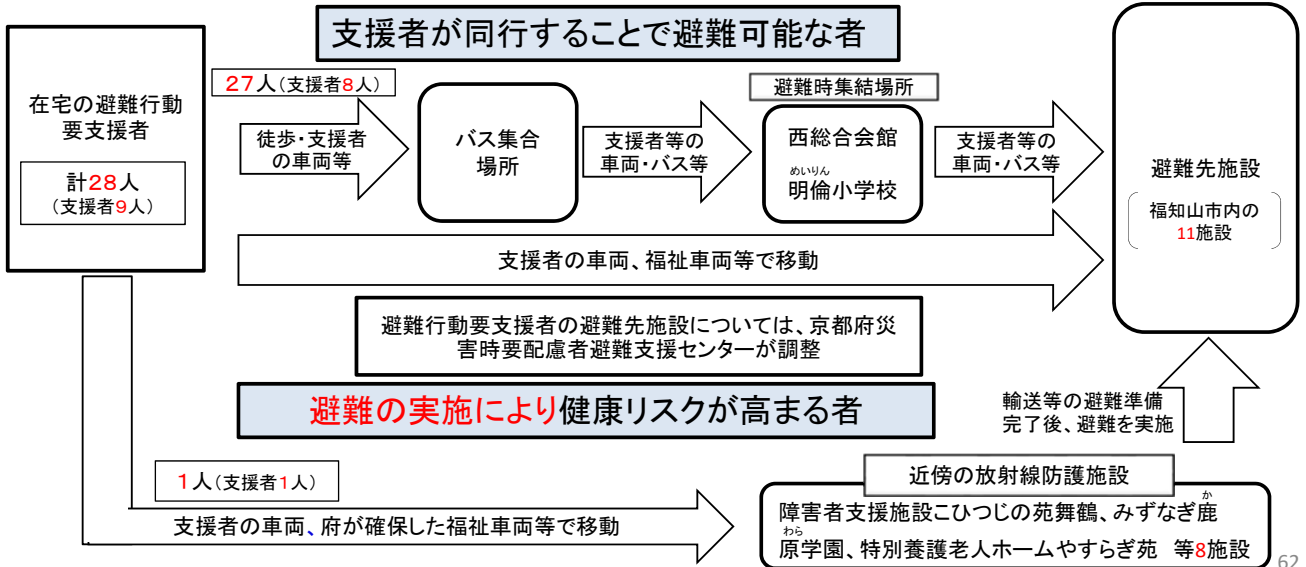 支援者が同行することで避難可能な者
在宅の避難行動
要支援者
計28人
(支援者9人)
27人(支援者8人)
徒歩・支援者
の車両等
バス集合
場所
支援者等の
車両・バス等
避難時集結場所
西総合会館
めいりん
明倫小学校
支援者等の
車両・バス等
避難先施設
福知山市内の
11施設
支援者の車両、福祉車両等で移動
避難行動要支援者の避難先施設については、京都府災
害時要配慮者避難支援センターが調整
避難の実施により健康リスクが高まる者
輸送等の避難準備
完了後、避難を実施
1人(支援者1人)
支援者の車両、府が確保した福祉車両等で移動
近傍の放射線防護施設
か
障害者支援施設こひつじの苑舞鶴、みずなぎ鹿
わら
原学園、特別養護老人ホームやすらぎ苑 等8施設
62